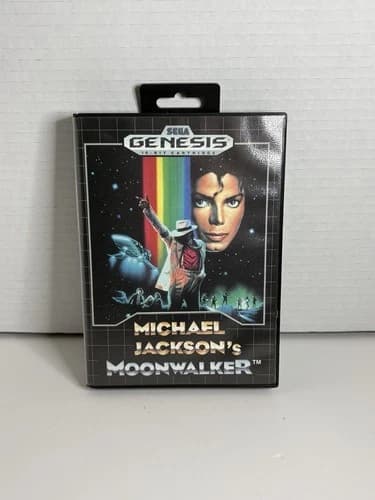 SEGA
GENESIS
16-BIT CARTRIDGE
MICHAEL
JACKSON's
MOONWALKER™